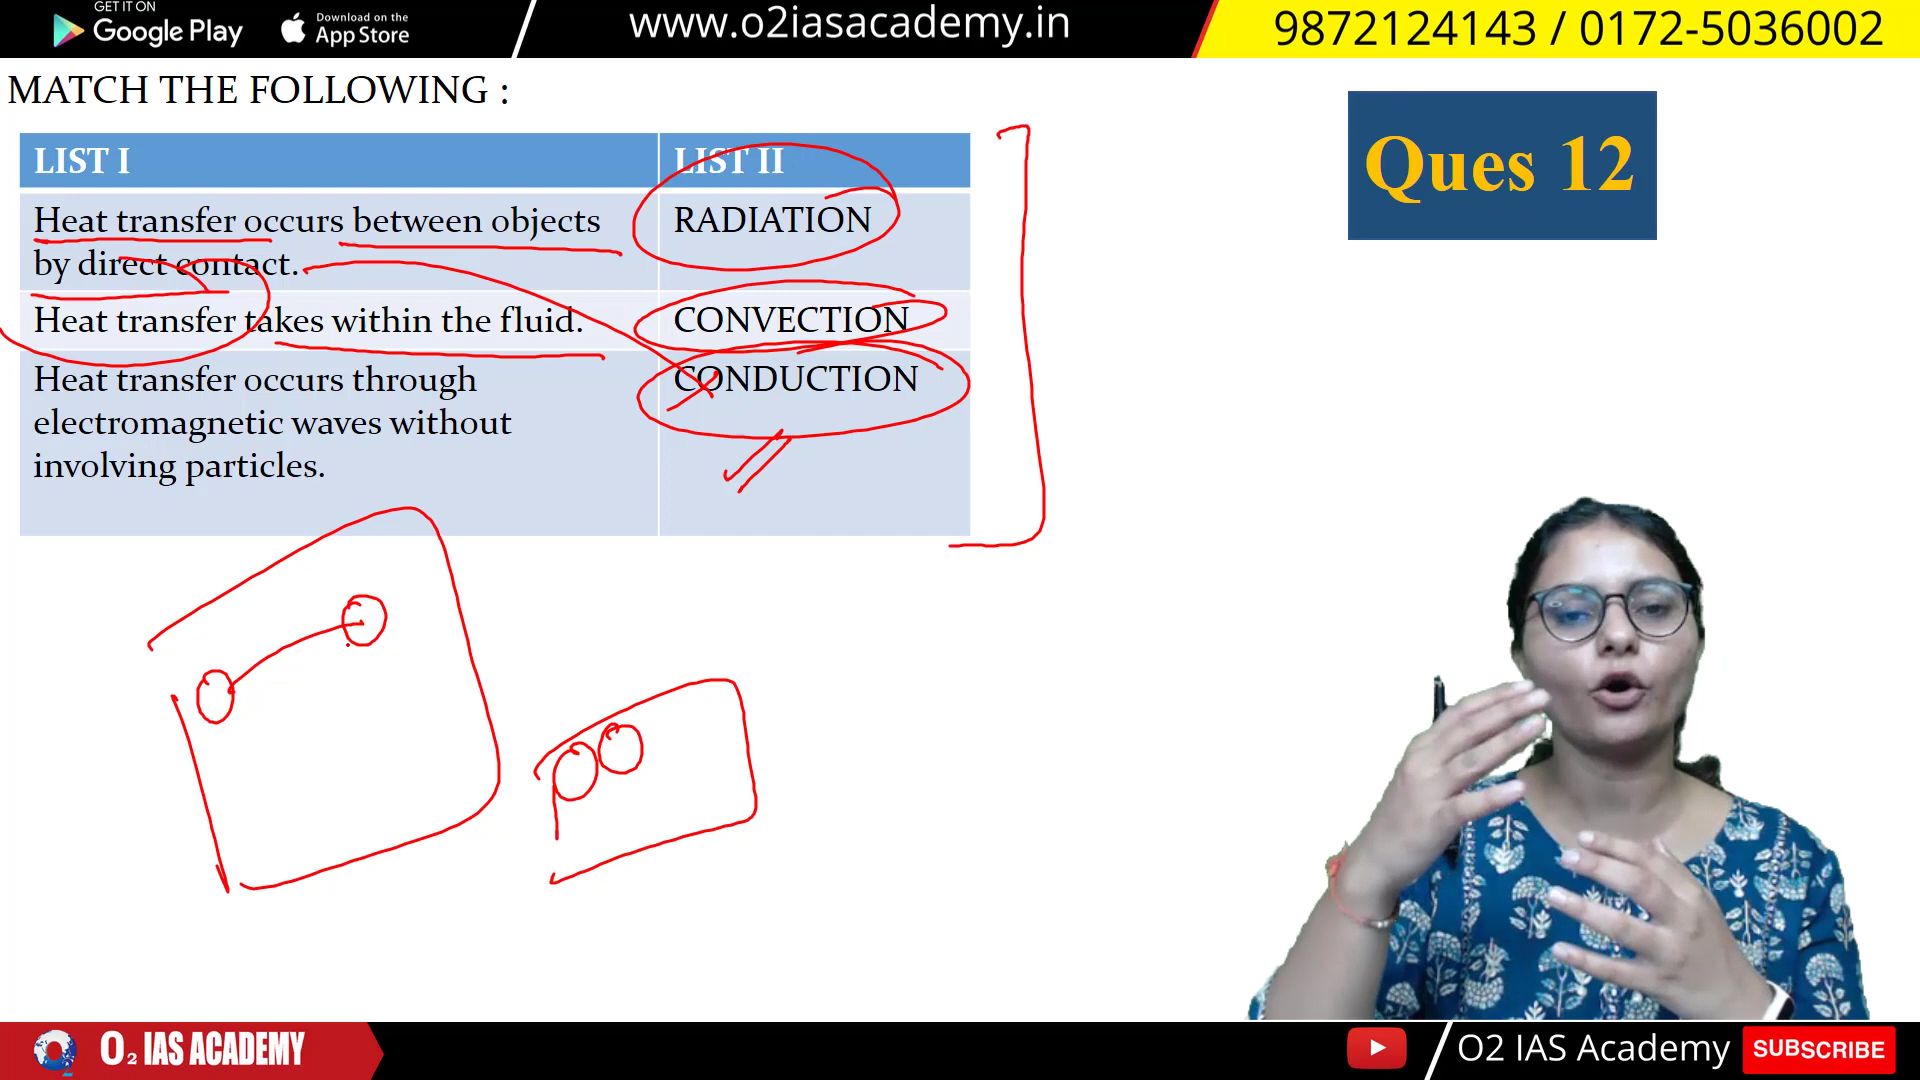 GET IT ON
Google Play
Download on the
App Store
www.o2iasacademy.in
9872124143 / 0172-5036002
MATCH THE FOLLOWING :
Ques 12
LIST I
LIST II
Heat transfer occurs between objects
by direct contact.
RADIATION
Heat transfer takes within the fluid.
CONVECTION
Heat transfer occurs through
electromagnetic waves without
involving particles.
CONDUCTION
O2 IAS ACADEMY
O2 IAS Academy
SUBSCRIBE